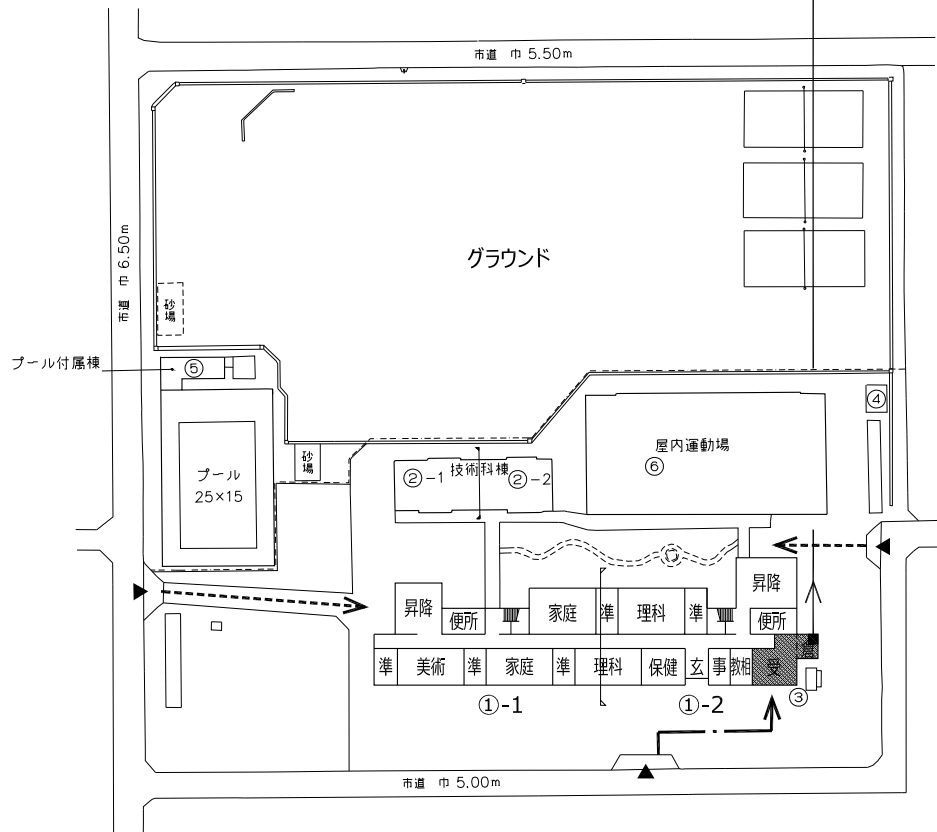 市道 巾 5.50m
市道 巾 6.50m
グラウンド
砂場
プール付属棟
⑤
④
屋内運動場
⑥
砂場
技術科棟
②-1
②-2
プール
25×15
昇降
便所
家庭
準
理科
準
昇降
便所
準
美術
準
家庭
準
理科
保健
玄
事
教相
受
③
①-1
①-2
市道 巾 5.00m